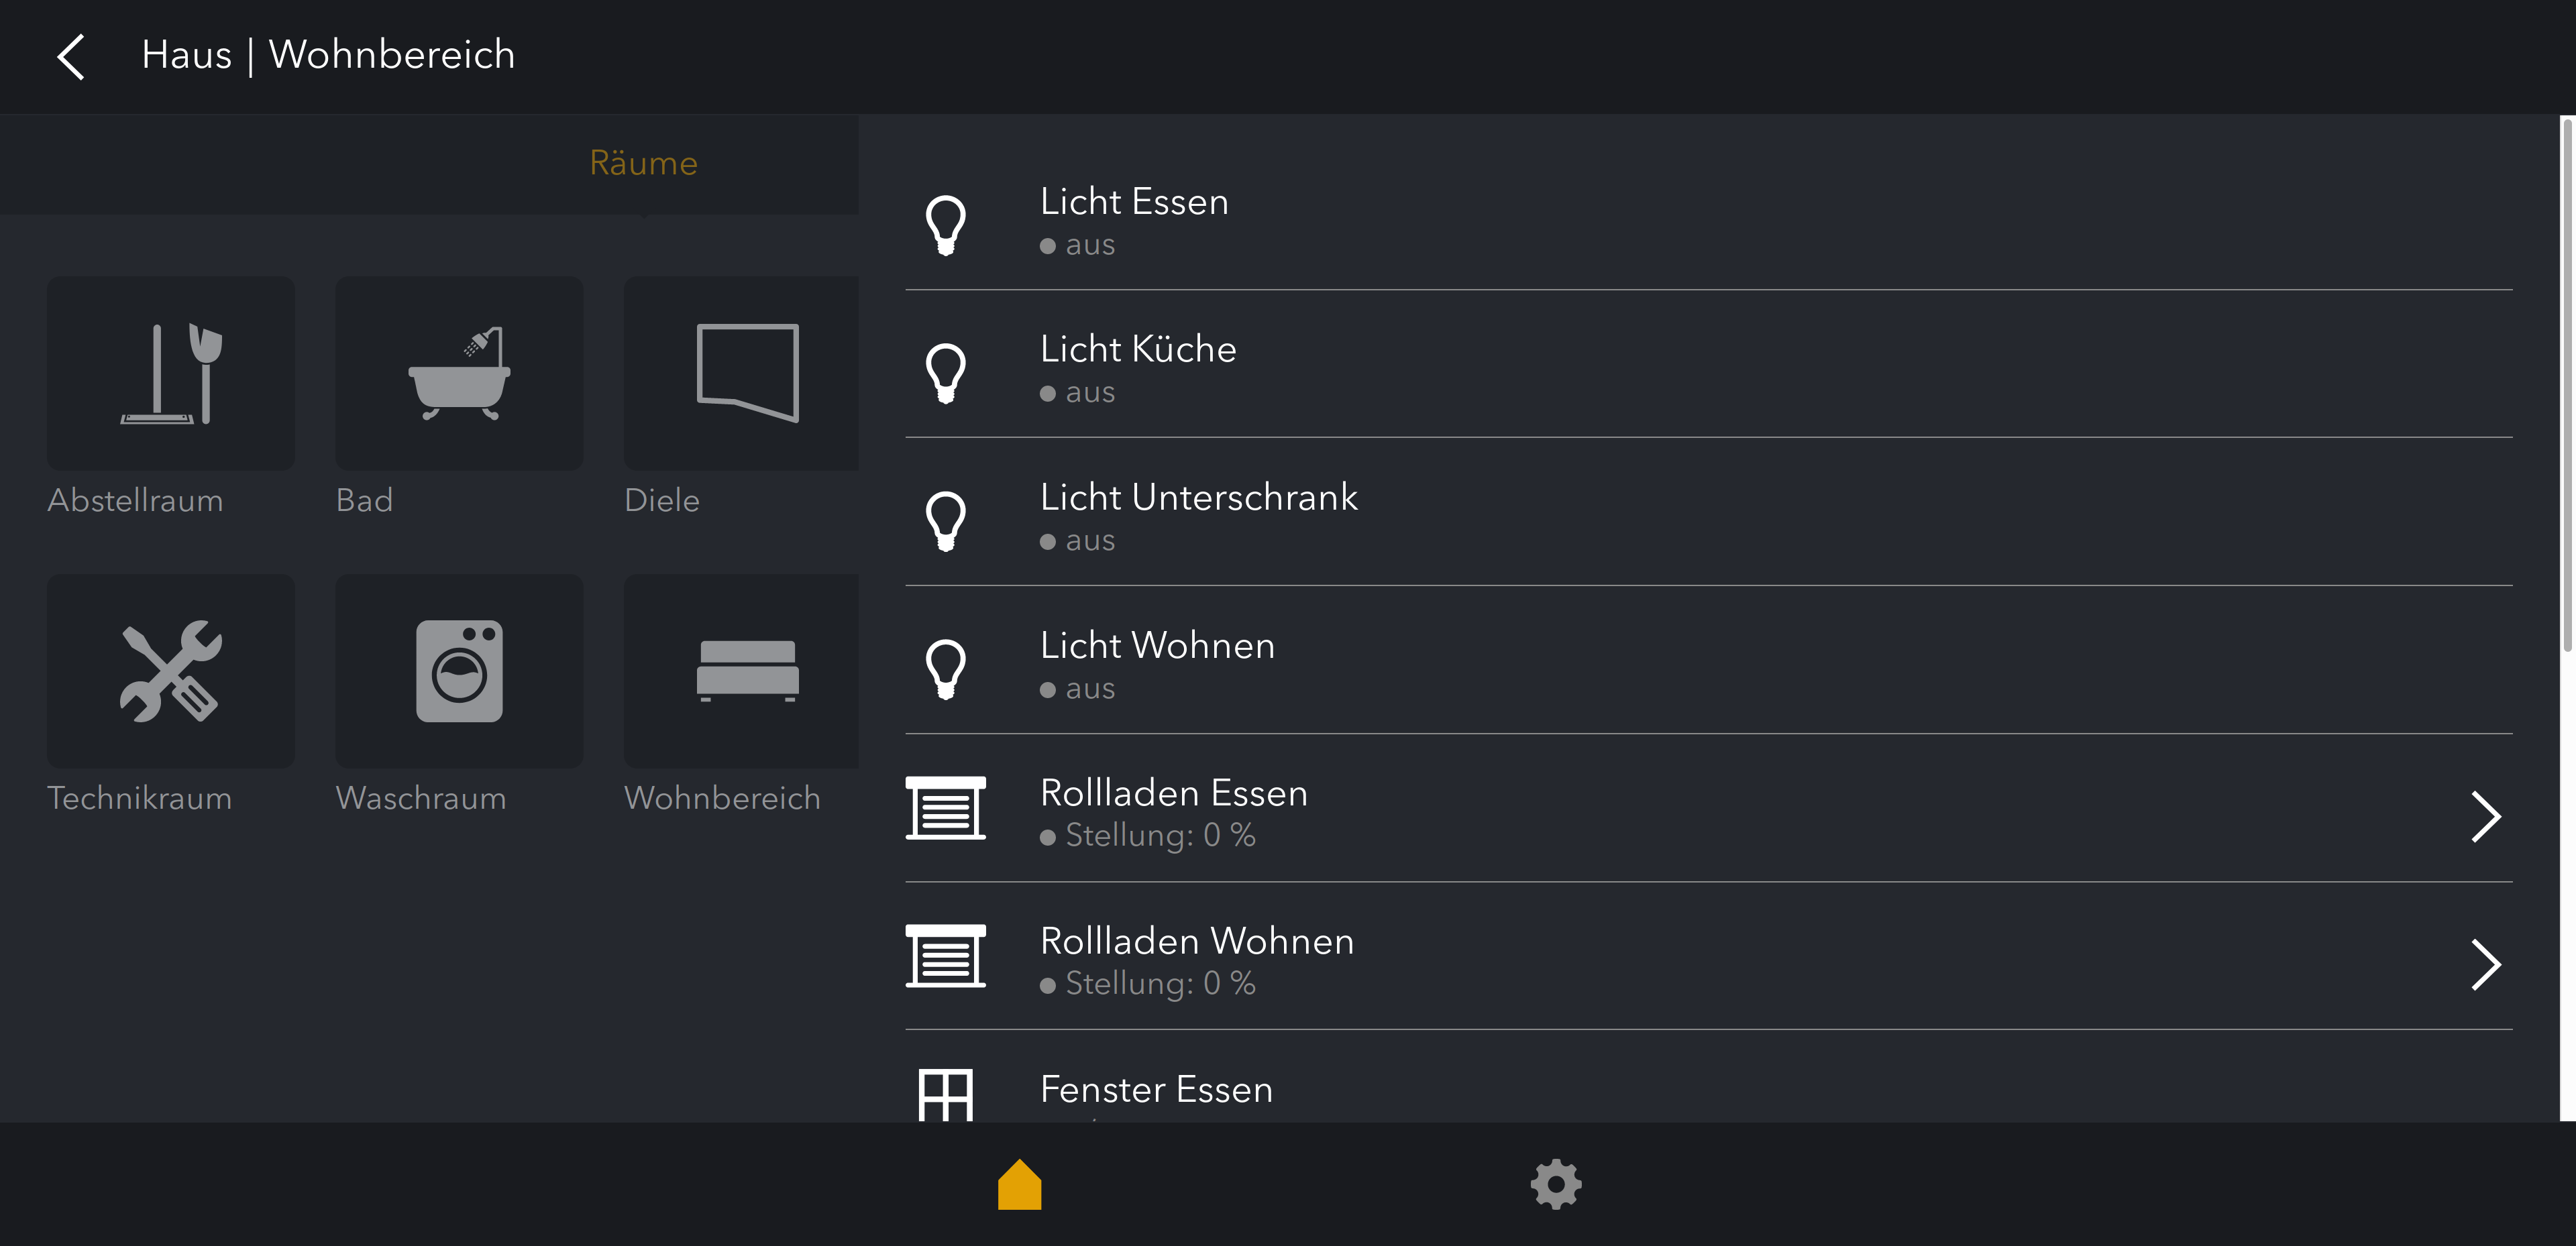 Haus | Wohnbereich
Räume
Abstellraum
Bad
Diele
Technikraum
Waschraum
Wohnbereich
Licht Essen
aus
Licht Küche
aus
Licht Unterschrank
aus
Licht Wohnen
aus
Rollladen Essen
Stellung: 0 %
Rollladen Wohnen
Stellung: 0 %
Fenster Essen